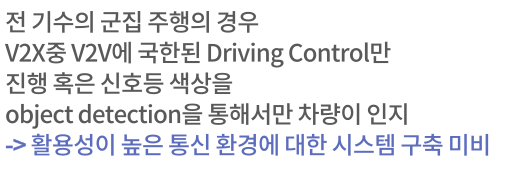 전 기수의 군집 주행의 경우
V2X중 V2V에 국한된 Driving Control만
진행 혹은 신호등 색상을
object detection을 통해서만 차량이 인지
-> 활용성이 높은 통신 환경에 대한 시스템 구축 미비